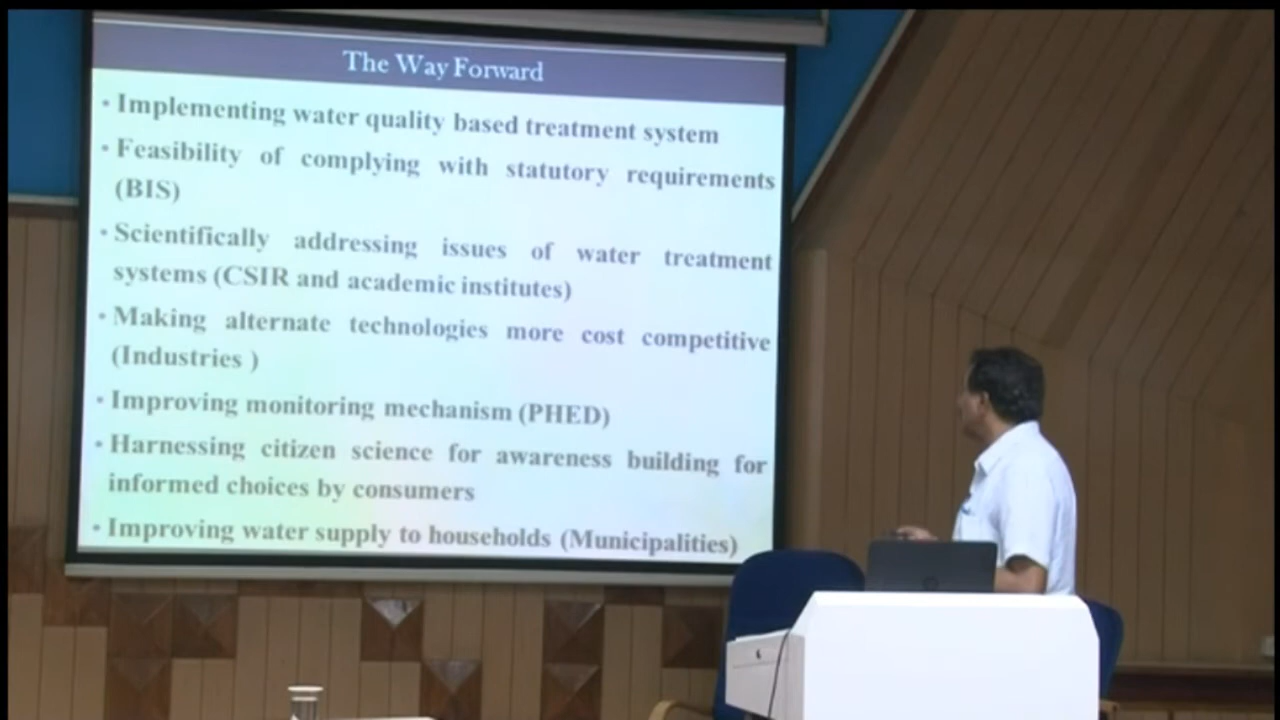 The Way Forward
• Implementing water quality based treatment system
• Feasibility of complying with statutory requirements
(BIS)
• Scientifically addressing issues of water treatment
systems (CSIR and academic institutes)
• Making alternate technologies more cost competitive
(Industries )
• Improving monitoring mechanism (PHED)
• Harnessing citizen science for awareness building for
informed choices by consumers
• Improving water supply to households (Municipalities)